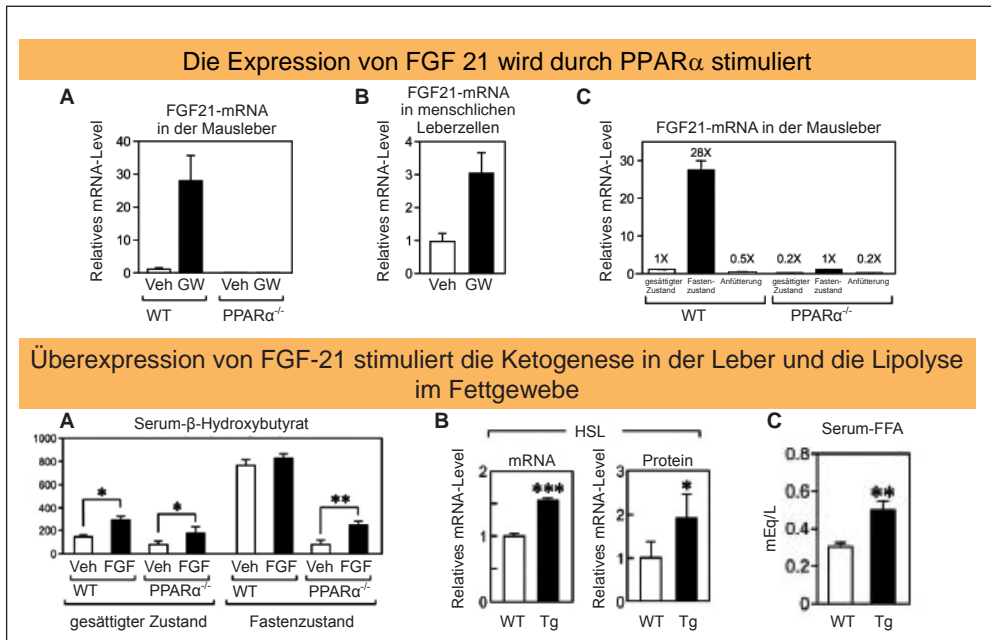 Die Expression von FGF 21 wird durch PPARα stimuliert
A
FGF21-mRNA
in der Mausleber
Relatives mRNA-Level
40
30
20
10
0
Veh GW
Veh GW
WT
PPARα-/-
B
FGF21-mRNA
in menschlichen
Leberzellen
Relatives mRNA-Level
4
3
2
1
0
Veh GW
C
FGF21-mRNA in der Mausleber
Relatives mRNA-Level
30
20
10
0
1X
28X
0.5X
0.2X
1X
0.2X
gesättigter
Zustand
Fasten-
zustand
Anfütterung
gesättigter
Zustand
Fasten-
zustand
Anfütterung
WT
PPARα-/-
Überexpression von FGF-21 stimuliert die Ketogenese in der Leber und die Lipolyse
im Fettgewebe
A
Serum-β-Hydroxybutyrat
1000
800
600
400
200
0
*
*
**
Veh FGF
Veh FGF
Veh FGF
Veh FGF
WT
PPARα-/-
WT
PPARα-/-
gesättigter Zustand
Fastenzustand
B
HSL
mRNA
Relatives mRNA-Level
2
1
0
***
WT Tg
Protein
Relatives mRNA-Level
3
2
1
0
*
WT Tg
C
Serum-FFA
mEq/L
0.8
0.6
0.4
0.2
0
**
WT Tg